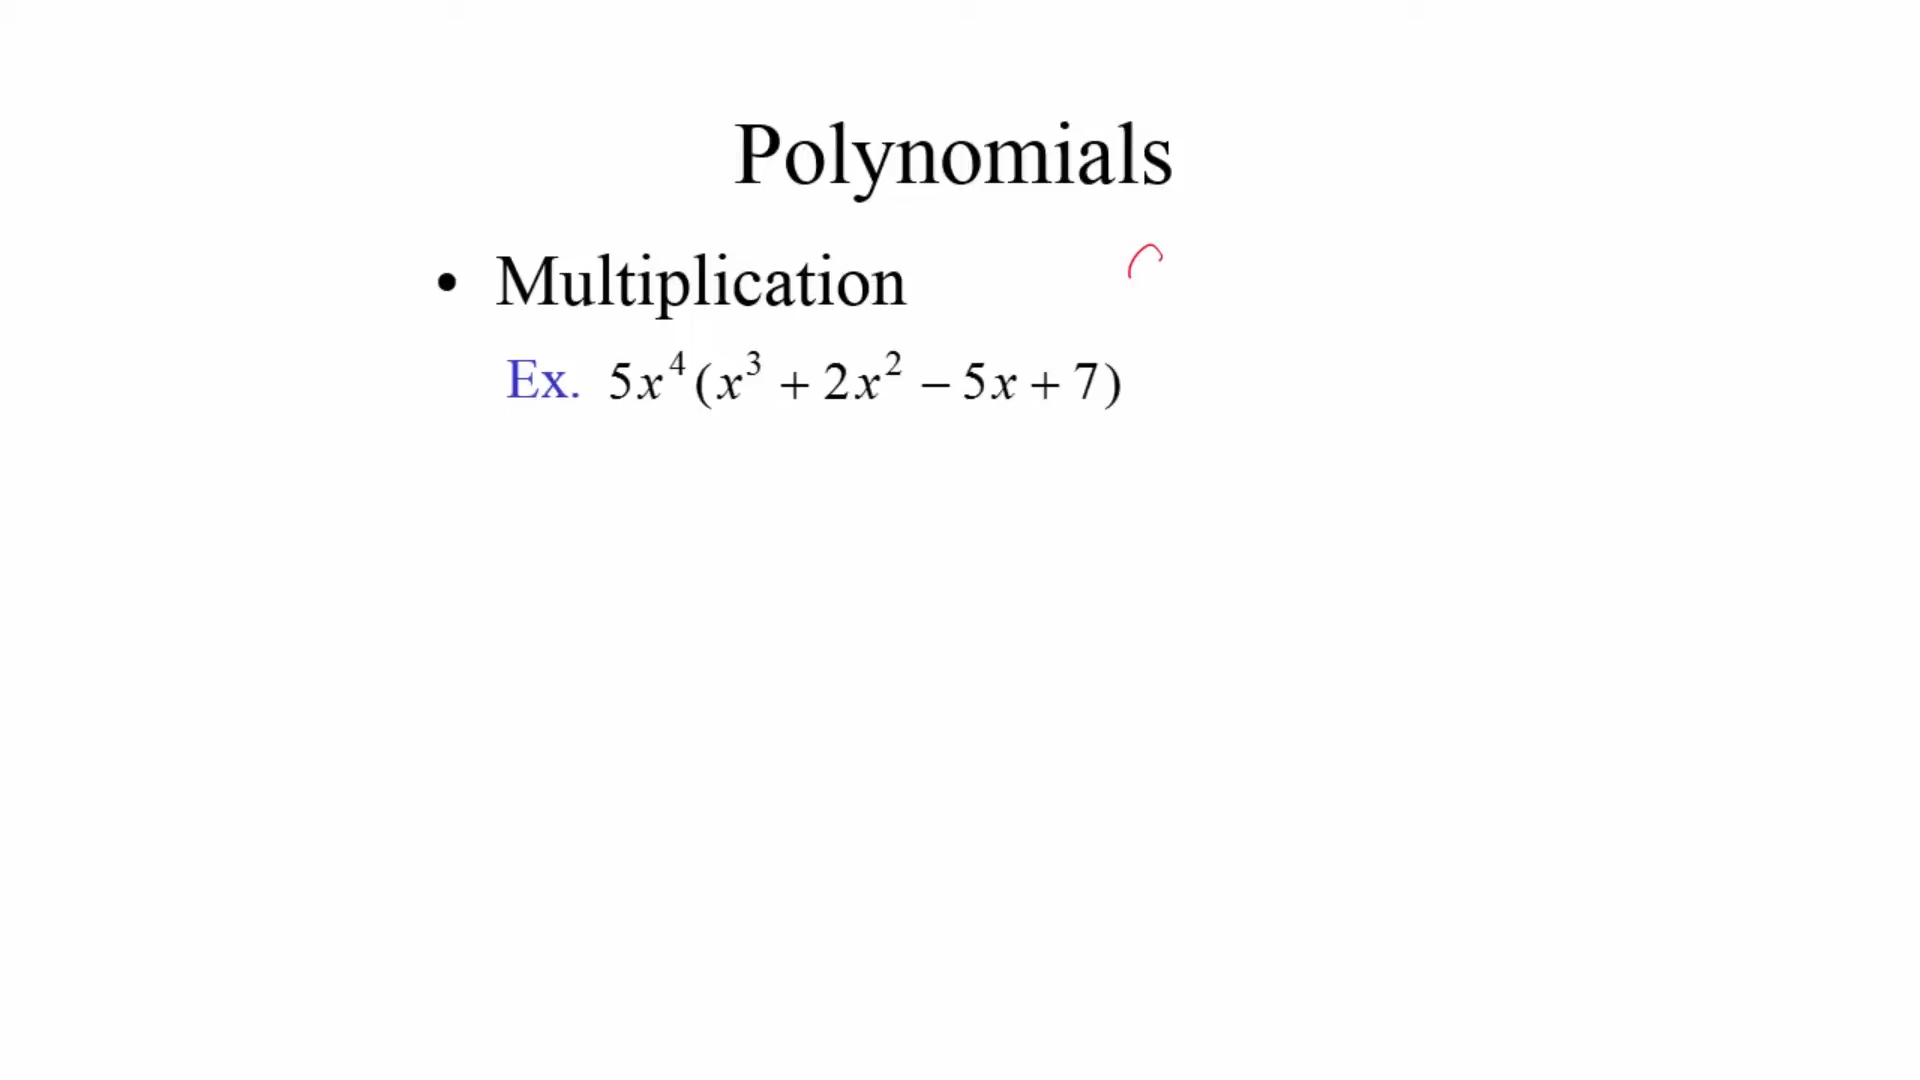 Polynomials
• Multiplication
Ex. 5x⁴(x³ + 2x² − 5x + 7)